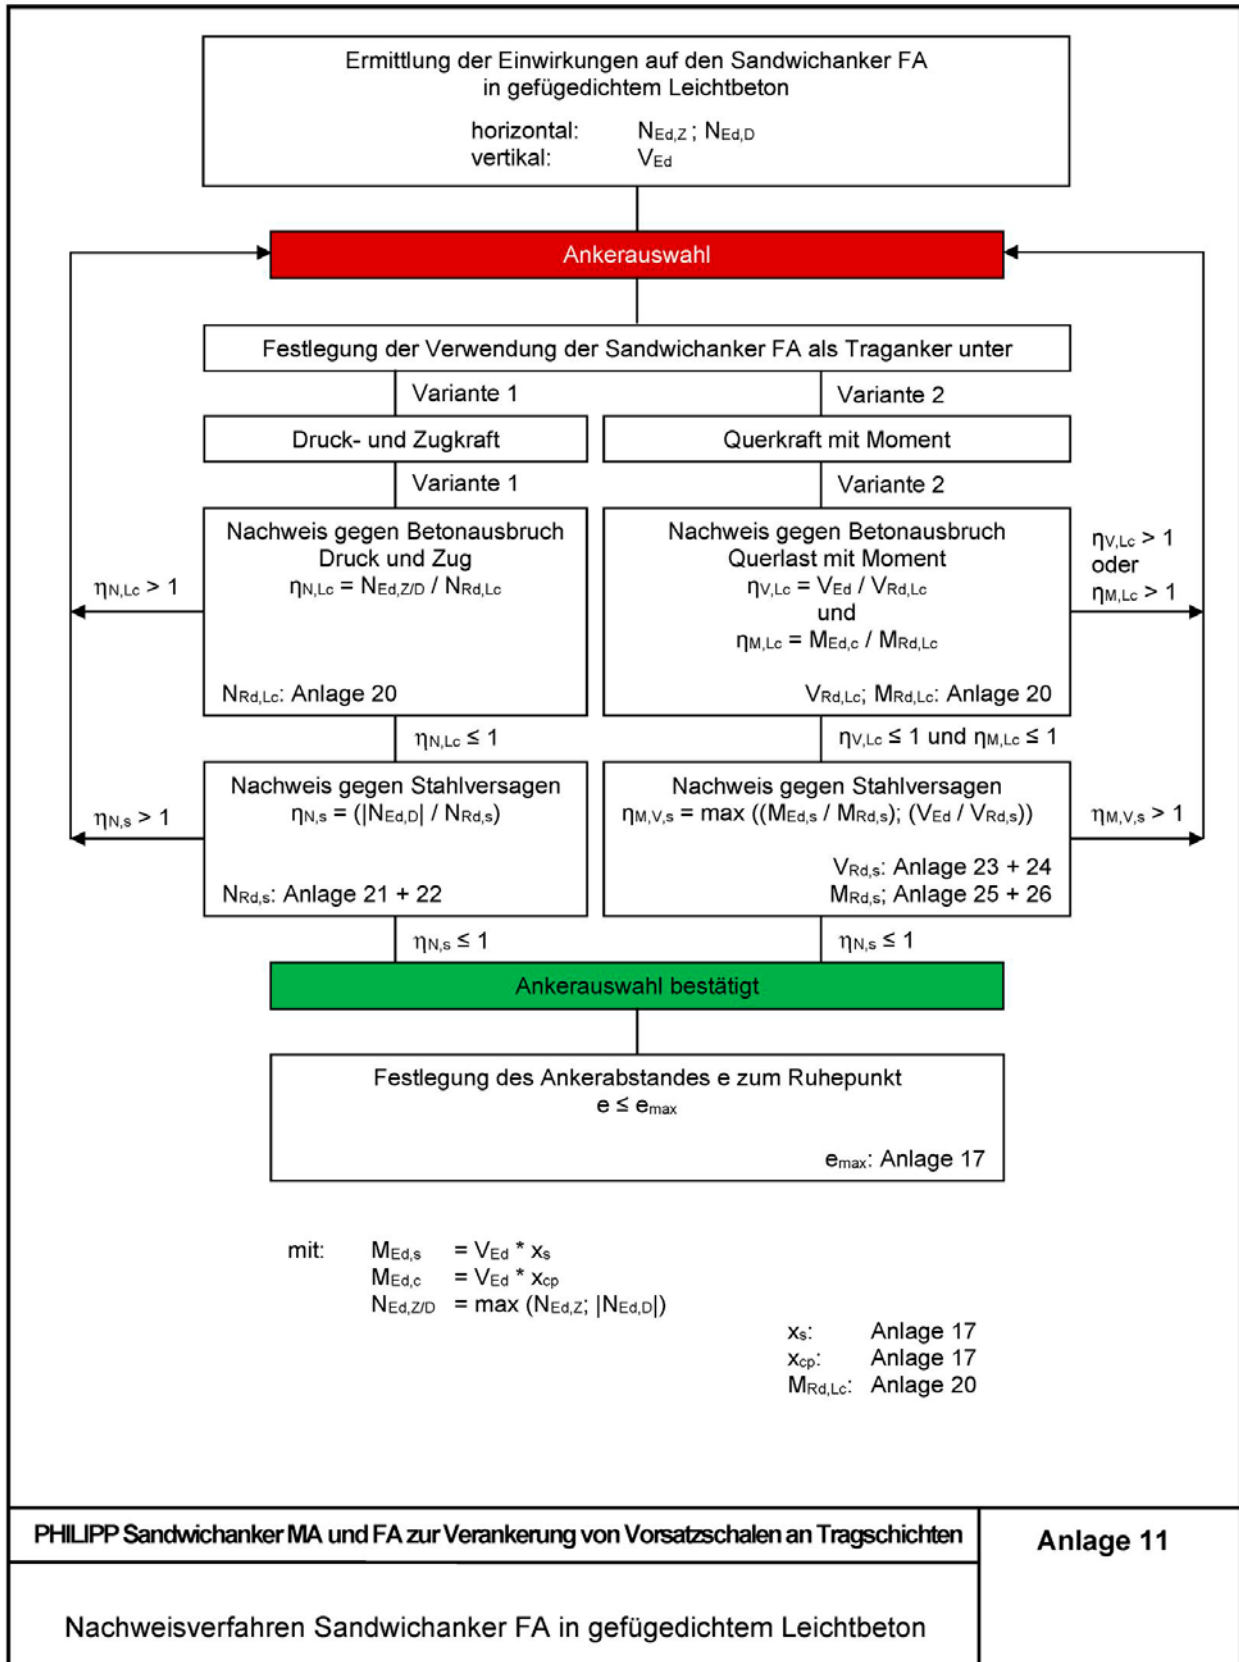 Ermittlung der Einwirkungen auf den Sandwichanker FA
in gefügedichtem Leichtbeton
horizontal: NEd,Z ; NEd,D
vertikal: VEd
Ankerauswahl
Festlegung der Verwendung der Sandwichanker FA als Traganker unter
Variante 1
Variante 2
Druck- und Zugkraft
Querkraft mit Moment
Variante 1
Variante 2
Nachweis gegen Betonausbruch
Druck und Zug
ηN,Lc = NEd,Z/D / NRd,Lc
NRd,Lc: Anlage 20
ηN,Lc > 1
Nachweis gegen Betonausbruch
Querlast mit Moment
ηV,Lc = VEd / VRd,Lc
und
ηM,Lc = MEd,c / MRd,Lc
VRd,Lc; MRd,Lc: Anlage 20
ηV,Lc > 1
oder
ηM,Lc > 1
ηN,Lc ≤ 1
ηV,Lc ≤ 1 und ηM,Lc ≤ 1
Nachweis gegen Stahlversagen
ηN,s = (|NEd,D| / NRd,s)
NRd,s: Anlage 21 + 22
ηN,s > 1
Nachweis gegen Stahlversagen
ηM,V,s = max ((MEd,s / MRd,s); (VEd / VRd,s))
VRd,s: Anlage 23 + 24
MRd,s; Anlage 25 + 26
ηM,V,s > 1
ηN,s ≤ 1
ηN,s ≤ 1
Ankerauswahl bestätigt
Festlegung des Ankerabstandes e zum Ruhepunkt
e ≤ emax
emax: Anlage 17
mit: MEd,s = VEd * xs
MEd,c = VEd * xcp
NEd,Z/D = max (NEd,Z; |NEd,D|)
xs: Anlage 17
xcp: Anlage 17
MRd,Lc: Anlage 20
PHILIPP Sandwichanker MA und FA zur Verankerung von Vorsatzschalen an Tragschichten
Anlage 11
Nachweisverfahren Sandwichanker FA in gefügedichtem Leichtbeton